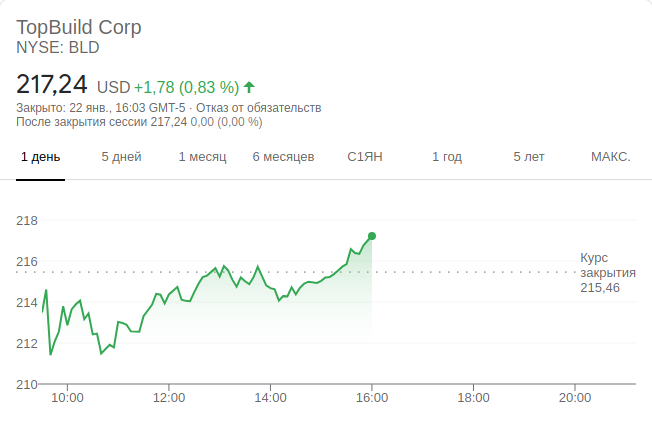 TopBuild Corp
NYSE: BLD
217,24 USD +1,78 (0,83 %)
Закрыто: 22 янв., 16:03 GMT-5 · Отказ от обязательств
После закрытия сессии 217,24 0,00 (0,00 %)
1 день 5 дней 1 месяц 6 месяцев С1ЯН 1 год 5 лет МАКС.
218
216
214
212
210
Курс
закрытия
215,46
10:00 12:00 14:00 16:00 18:00 20:00